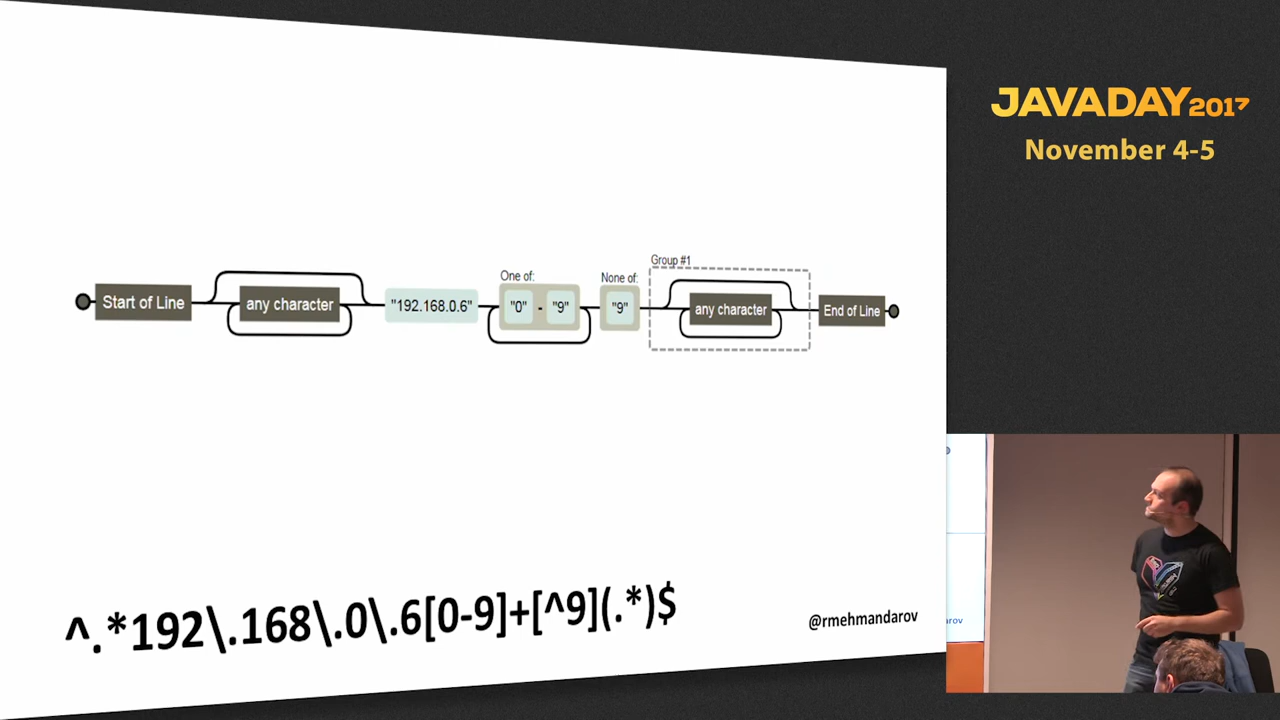 JAVADAY2017
November 4-5
One of:
None of:
Group #1
Start of Line
any character
"192.168.0.6"
"0" - "9"
"9"
any character
End of Line
^.*192\.168\.0\.6[0-9]+[^9](.*)$
@rmehmandarov
arov